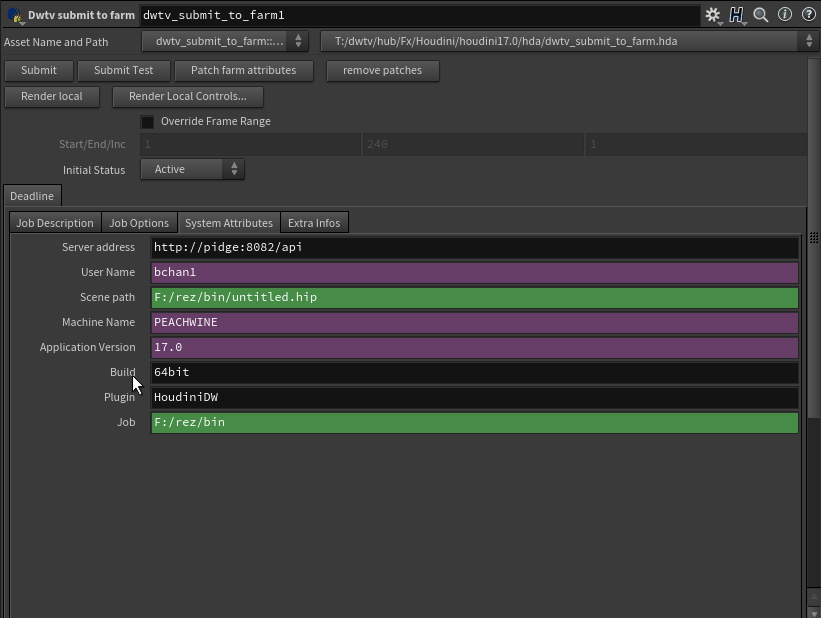 Dwtv submit to farm dwtv_submit_to_farm1
Asset Name and Path dwtv_submit_to_farm::... T:/dwtv/hub/Fx/Houdini/houdini17.0/hda/dwtv_submit_to_farm.hda
Submit Submit Test Patch farm attributes remove patches
Render local Render Local Controls...
Override Frame Range
Start/End/Inc 1 240 1
Initial Status Active
Deadline
Job Description Job Options System Attributes Extra Infos
Server address http://pidge:8082/api
User Name bchan1
Scene path F:/rez/bin/untitled.hip
Machine Name PEACHWINE
Application Version 17.0
Build 64bit
Plugin HoudiniDW
Job F:/rez/bin